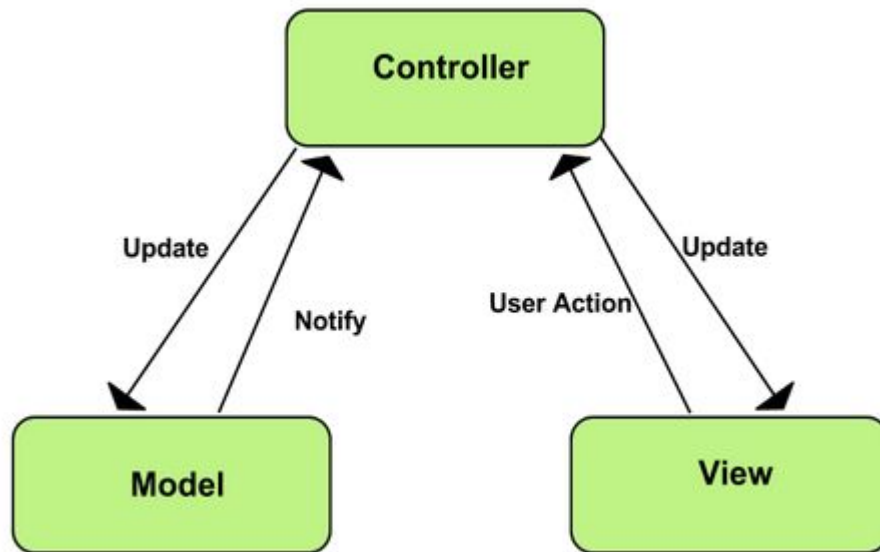 Controller
Update
Update
User Action
Notify
Model
View